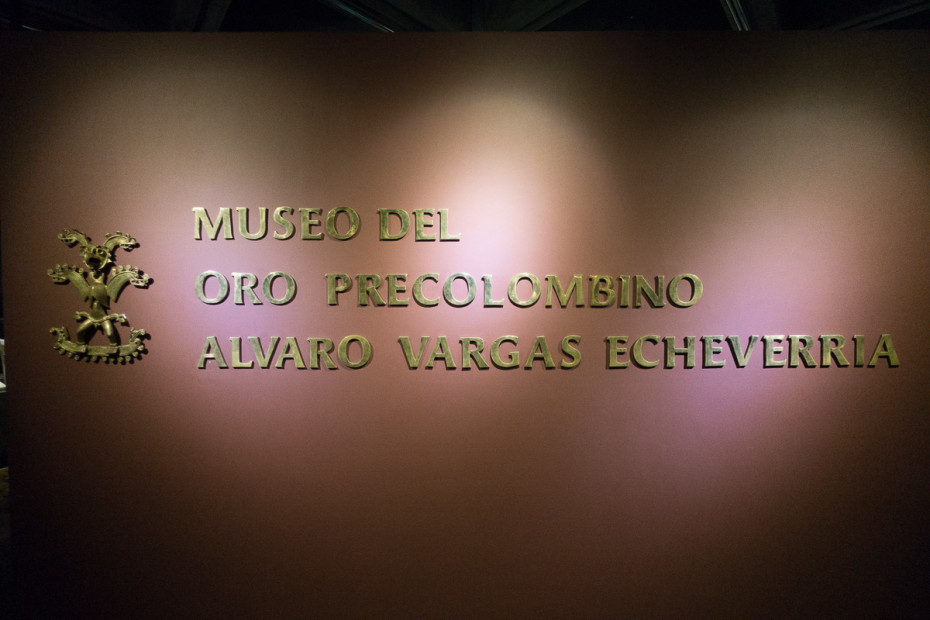 MUSEO DEL
ORO PRECOLOMBINO
ALVARO VARGAS ECHEVERRIA